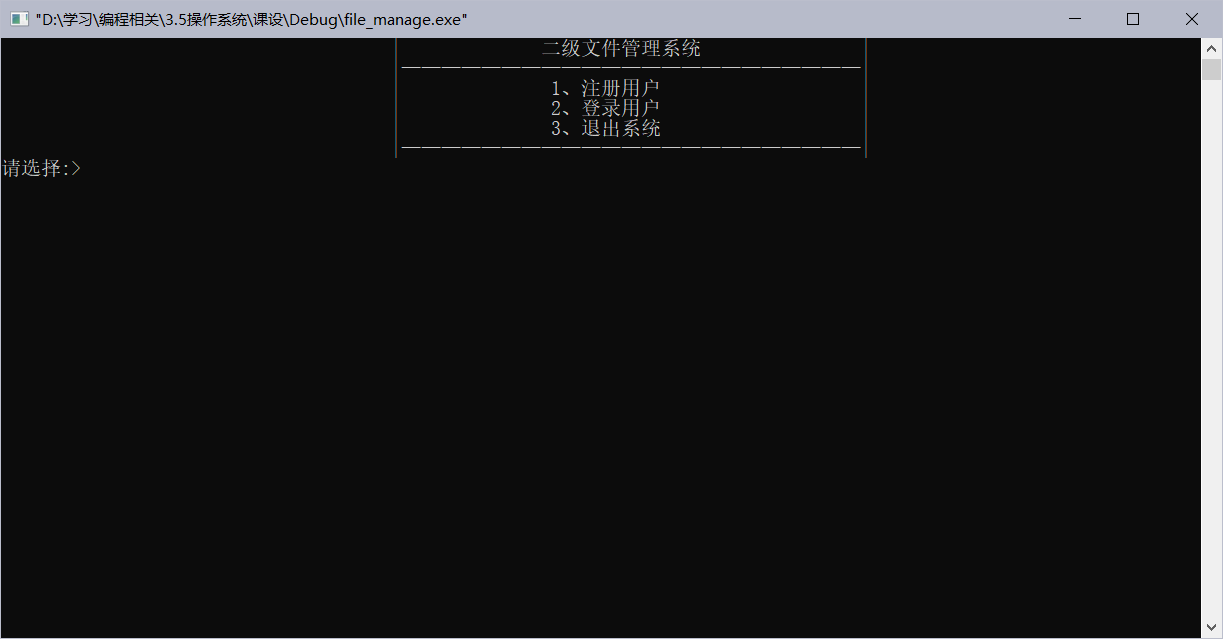 "D:\学习\编程相关\3.5操作系统\课设\Debug\file_manage.exe"
二级文件管理系统
1、注册用户
2、登录用户
3、退出系统
请选择:>